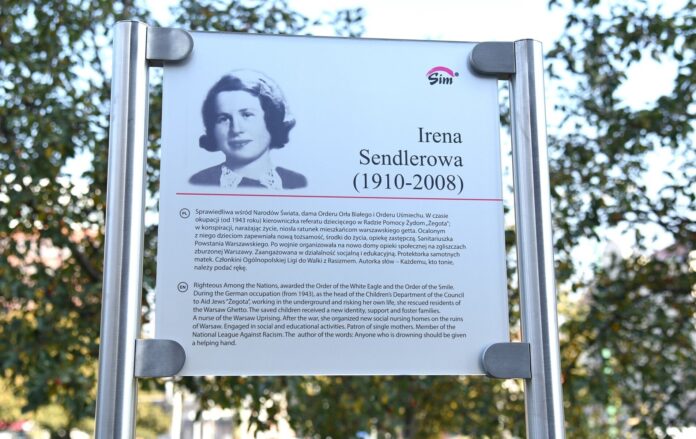 Sim
Irena
Sendlerowa
(1910-2008)
PL
Sprawiedliwa wśród Narodów Świata, dama Orderu Orła Białego i Orderu Uśmiechu. W czasie
okupacji (od 1943 roku) kierowniczka referatu dziecięcego w Radzie Pomocy Żydom „Żegota";
w konspiracji, narażając życie, niosła ratunek mieszkańcom warszawskiego getta. Ocalonym
z niego dzieciom zapewniała nową tożsamość, środki do życia, opiekę zastępczą. Sanitariuszka
Powstania Warszawskiego. Po wojnie organizowała na nowo domy opieki społecznej na zgliszczach
zburzonej Warszawy. Zaangażowana w działalność socjalną i edukacyjną. Protektorka samotnych
matek. Członkini Ogólnopolskiej Ligi do Walki z Rasizmem. Autorka słów – Każdemu, kto tonie,
należy podać rękę.
EN
Righteous Among the Nations, awarded the Order of the White Eagle and the Order of the Smile.
During the German occupation (from 1943), as the head of the Children's Department of the Council
to Aid Jews "Żegota", working in the underground and risking her own life, she rescued residents of
the Warsaw Ghetto. The saved children received a new identity, support and foster families.
A nurse of the Warsaw Uprising. After the war, she organized new social nursing homes on the ruins
of Warsaw. Engaged in social and educational activities. Patron of single mothers. Member of the
National League Against Racism. The author of the words: Anyone who is drowning should be given
a helping hand.